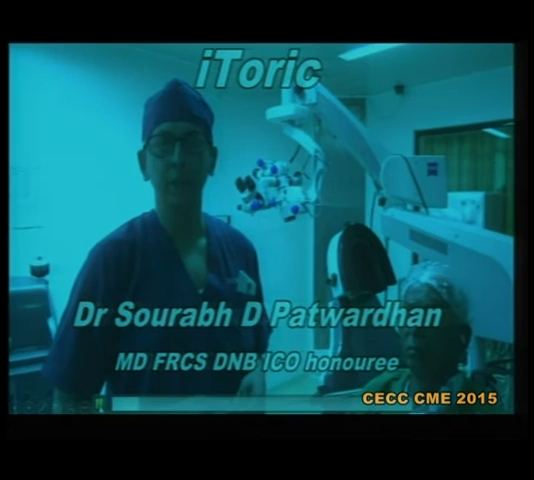 iToric
Dr Sourabh D Patwardhan
MD FRCS DNB ICO honouree
CECC CME 2015